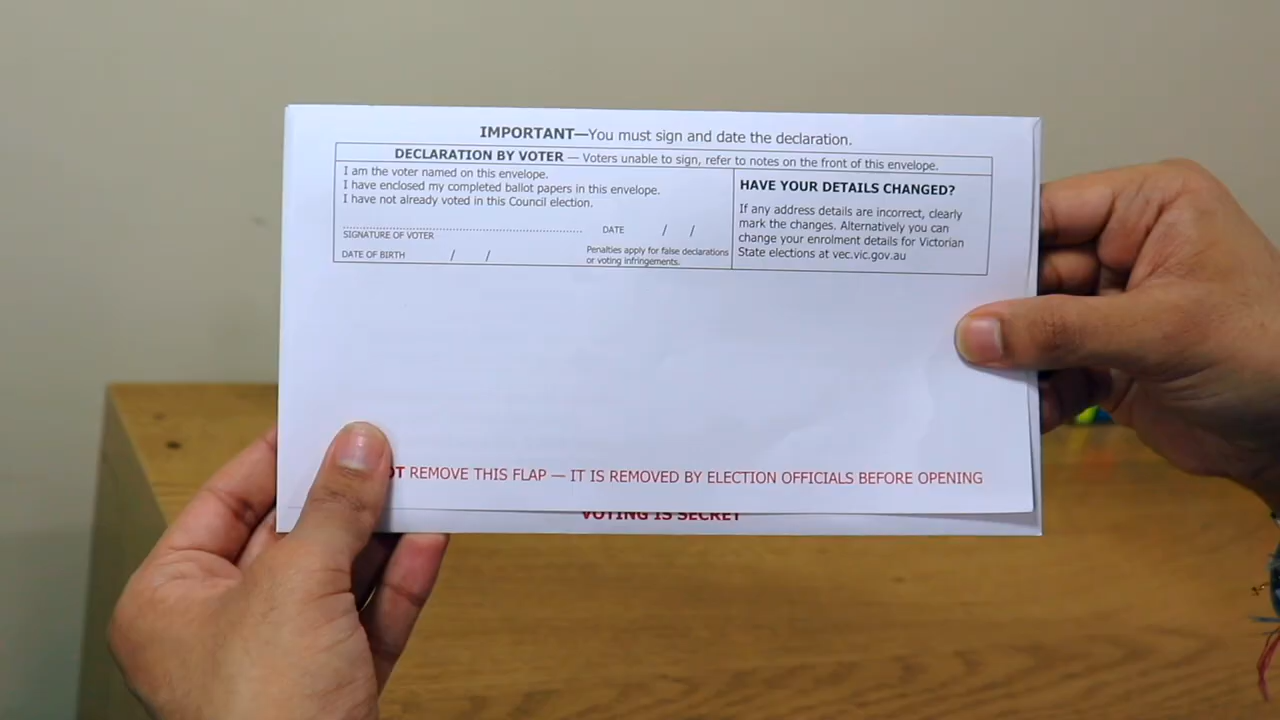 IMPORTANT—You must sign and date the declaration.
DECLARATION BY VOTER — Voters unable to sign, refer to notes on the front of this envelope.
I am the voter named on this envelope.
I have enclosed my completed ballot papers in this envelope.
I have not already voted in this Council election.
DATE / /
SIGNATURE OF VOTER
DATE OF BIRTH / /
Penalties apply for false declarations
or voting infringements.
HAVE YOUR DETAILS CHANGED?
If any address details are incorrect, clearly
mark the changes. Alternatively you can
change your enrolment details for Victorian
State elections at vec.vic.gov.au
REMOVE THIS FLAP — IT IS REMOVED BY ELECTION OFFICIALS BEFORE OPENING
VOTING IS SECRET